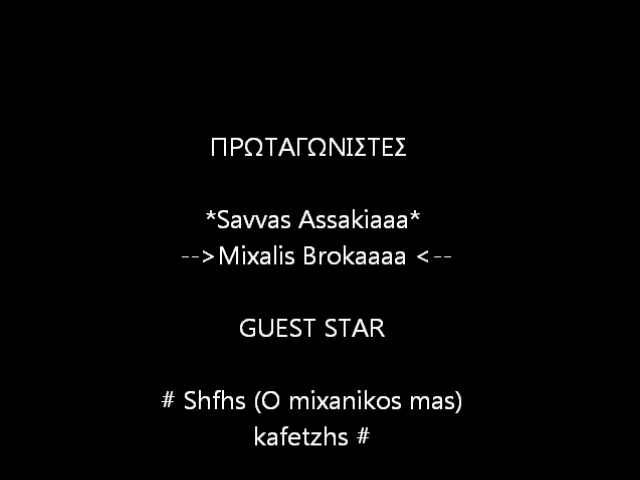 ΠΡΩΤΑΓΩΝΙΣΤΕΣ
*Savvas Assakiaaa*
-->Mixalis Brokaaaa <--
GUEST STAR
# Shfhs (O mixanikos mas)
kafetzhs #